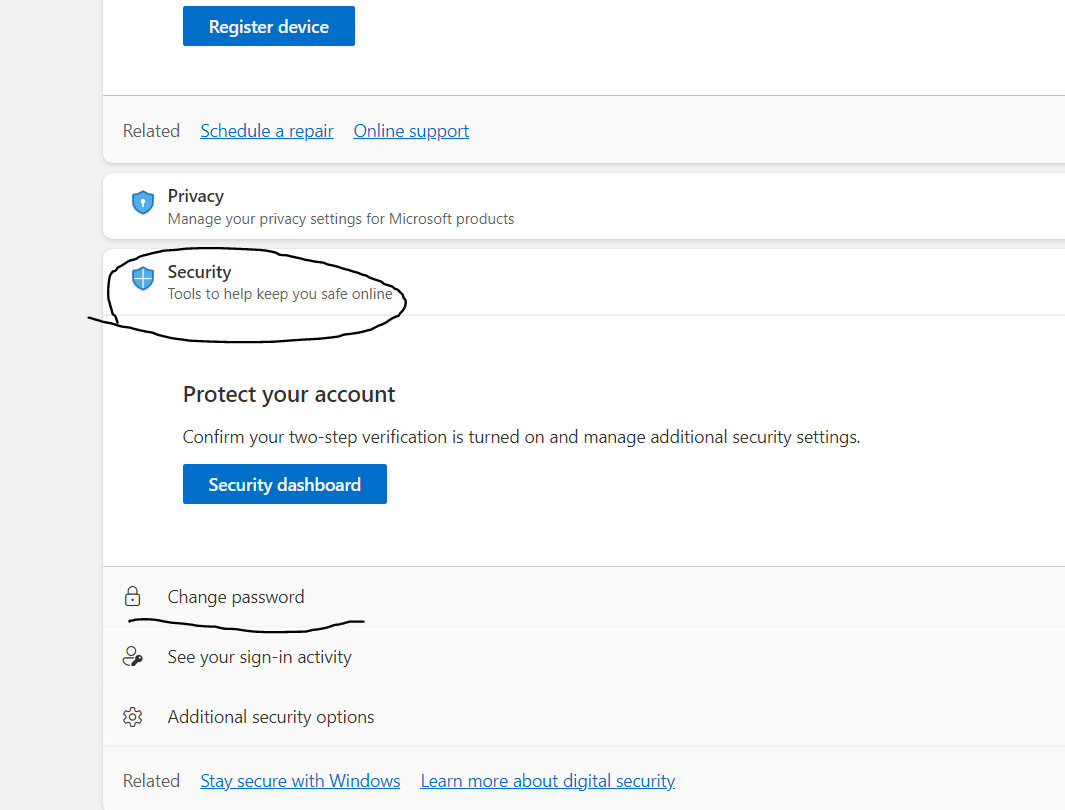 Register device
Related Schedule a repair Online support
Privacy
Manage your privacy settings for Microsoft products
Security
Tools to help keep you safe online
Protect your account
Confirm your two-step verification is turned on and manage additional security settings.
Security dashboard
Change password
See your sign-in activity
Additional security options
Related Stay secure with Windows Learn more about digital security